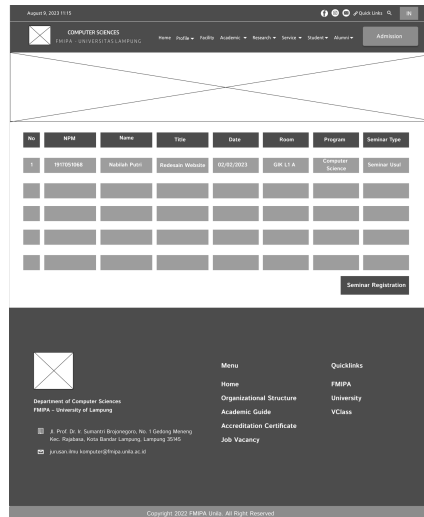 August 9, 2023 11:15
Quick Links
IN
COMPUTER SCIENCES
FMIPA - UNIVERSITAS LAMPUNG
Home Profile Facility Academic Research Service Student Alumni
Admission
No NPM Name Title Date Room Program Seminar Type
1 1917051068 Nabilah Putri Redesain Website 02/02/2023 GIK L1 A Computer Science Seminar Usul
Seminar Registration
Department of Computer Sciences
FMIPA – University of Lampung
Jl. Prof. Dr. Ir. Sumantri Brojonegoro, No. 1 Gedong Meneng
Kec. Rajabasa, Kota Bandar Lampung, Lampung 35145
jurusan.ilmu.komputer@fmipa.unila.ac.id
Menu
Home
Organizational Structure
Academic Guide
Accreditation Certificate
Job Vacancy
Quicklinks
FMIPA
University
VClass
Copyright 2022 FMIPA Unila. All Right Reserved